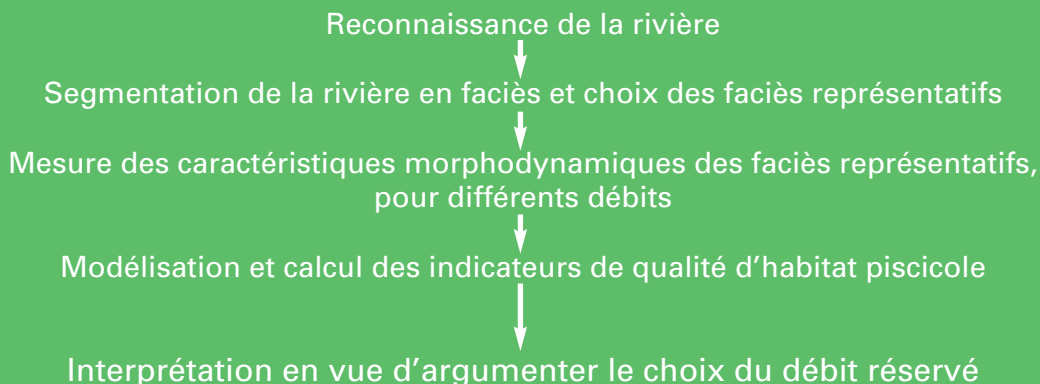 Reconnaissance de la rivière
Segmentation de la rivière en faciès et choix des faciès représentatifs
Mesure des caractéristiques morphodynamiques des faciès représentatifs,
pour différents débits
Modélisation et calcul des indicateurs de qualité d’habitat piscicole
Interprétation en vue d’argumenter le choix du débit réservé